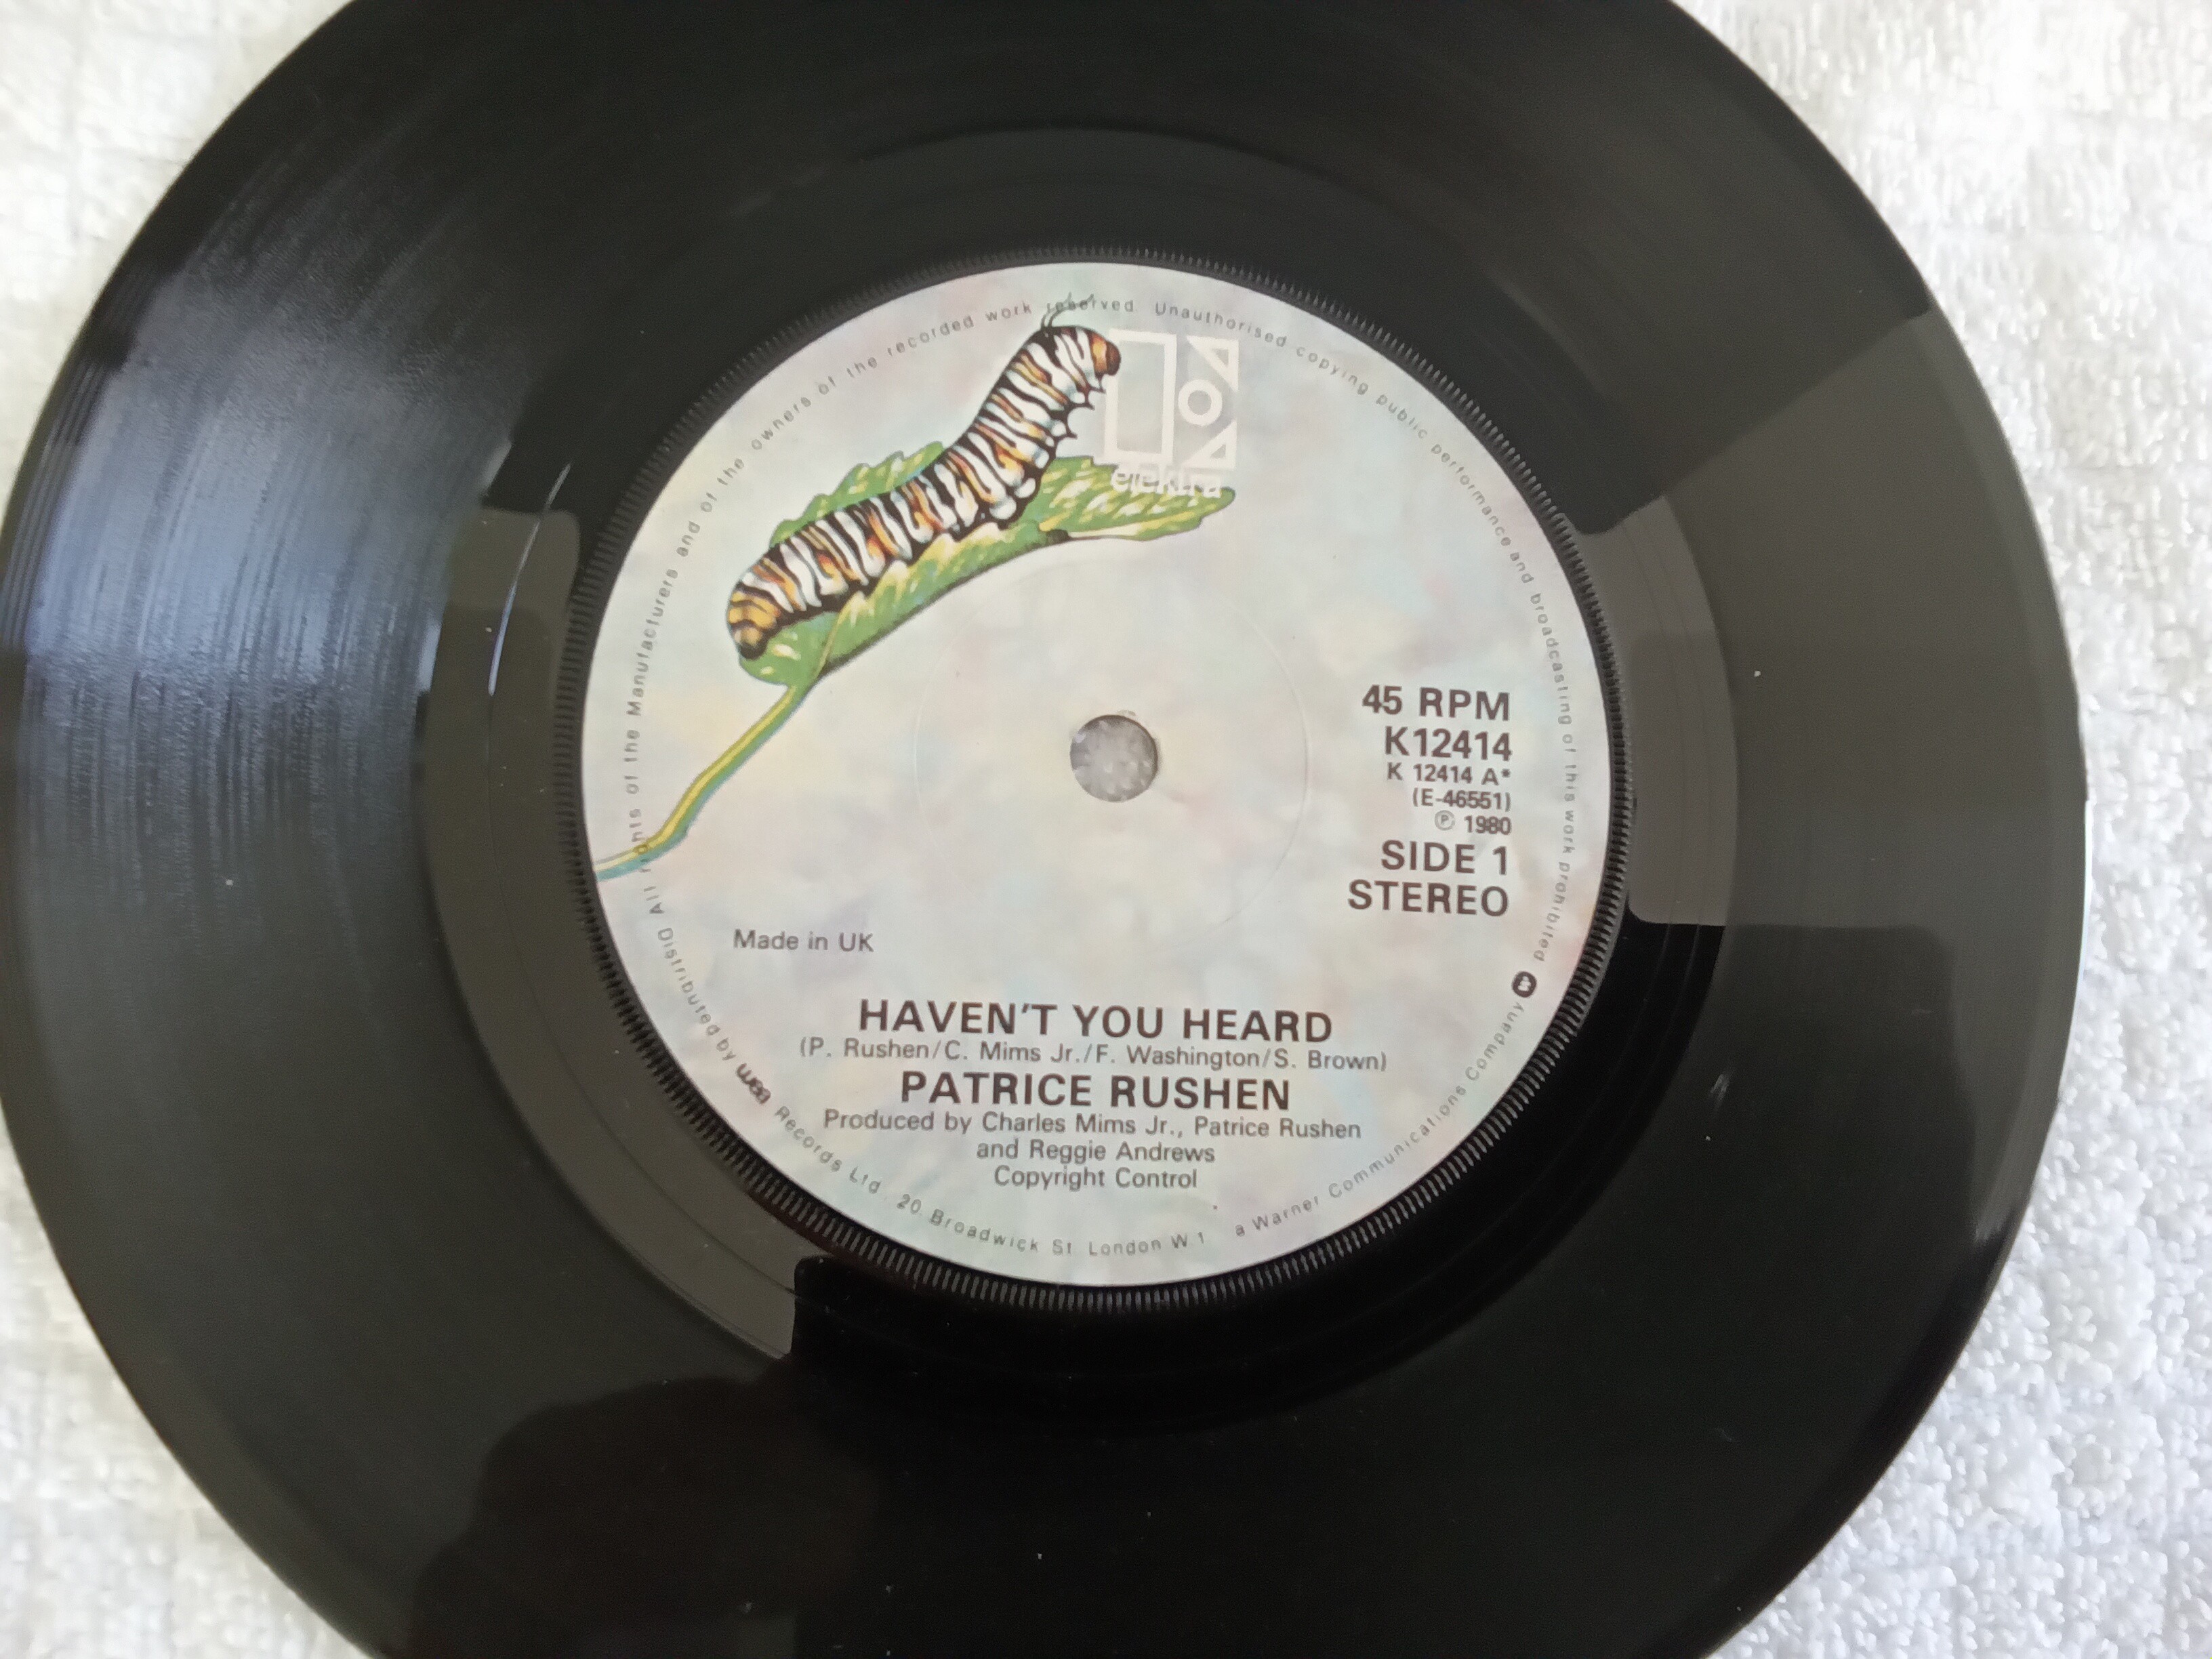 elektra
45 RPM
K12414
K 12414 A*
(E-46551)
℗ 1980
SIDE 1
STEREO
Made in UK
HAVEN'T YOU HEARD
(P. Rushen/C. Mims Jr./F. Washington/S. Brown)
PATRICE RUSHEN
Produced by Charles Mims Jr., Patrice Rushen
and Reggie Andrews
Copyright Control
All rights of the Manufacturers and of the owners of the recorded work reserved. Unauthorised copying public performance and broadcasting of this work prohibited.
Distributed by wea Records Ltd. 20 Broadwick St London W.1. a Warner Communications Company